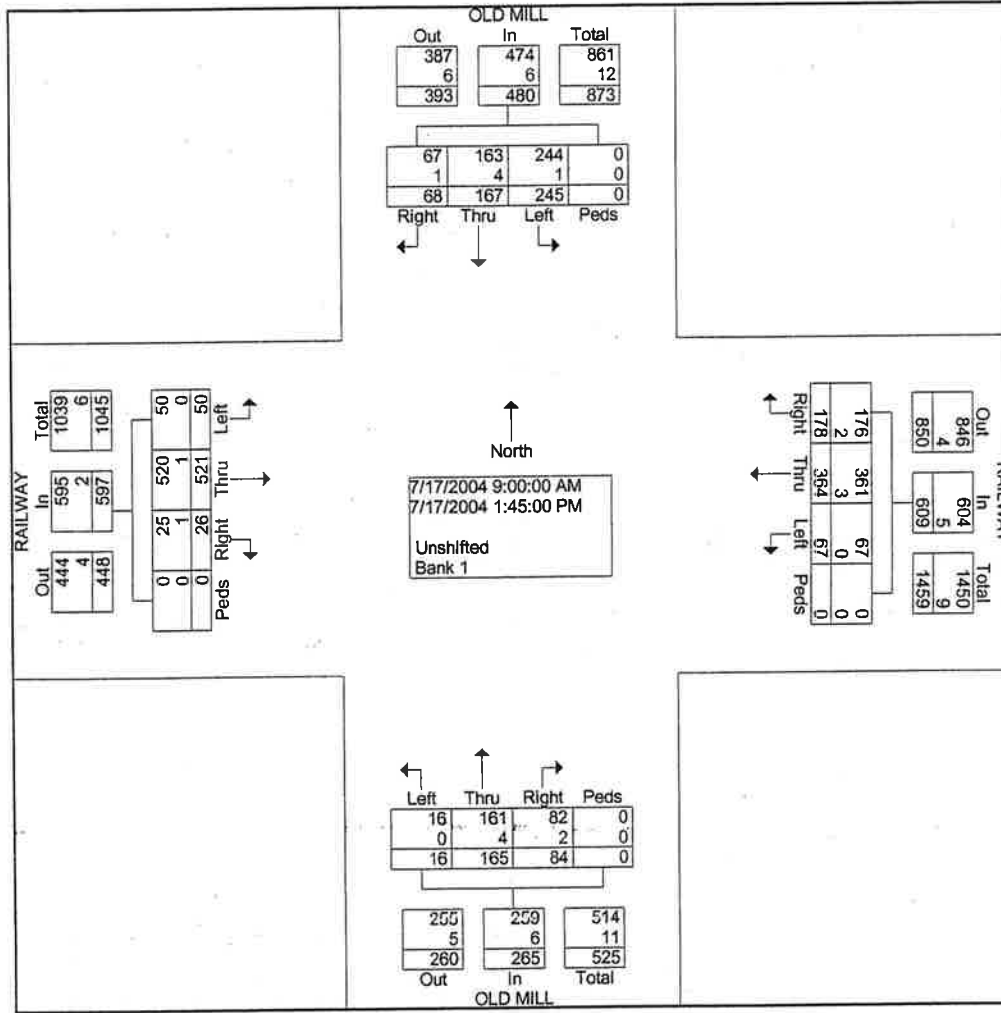 OLD MILL
Out In Total
387 474 861
6 6 12
393 480 873
67 163 244 0
1 4 1 0
68 167 245 0
Right Thru Left Peds
RAILWAY
Total In Out
1039 595 444
6 2 4
1045 597 448
50 520 25 0
0 1 1 0
50 521 26 0
Left Thru Right Peds
North
7/17/2004 9:00:00 AM
7/17/2004 1:45:00 PM
Unshifted
Bank 1
Right Thru Left Peds
178 364 67 0
2 3 0 0
176 361 67 0
Out In Total
850 609 1459
4 5 9
846 604 1450
RAILWAY
Left Thru Right Peds
16 161 82 0
0 4 2 0
16 165 84 0
255 259 514
5 6 11
260 265 525
Out In Total
OLD MILL